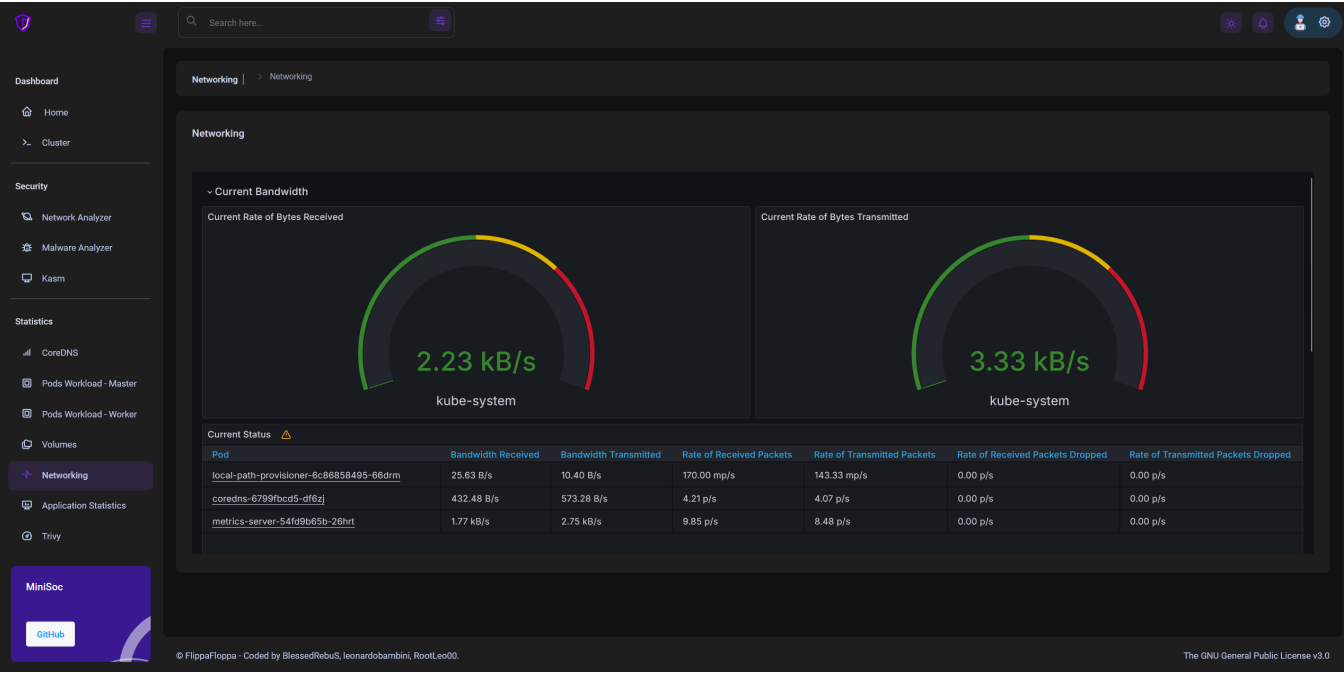 Search here...
Dashboard
Home
Cluster
Security
Network Analyzer
Malware Analyzer
Kasm
Statistics
CoreDNS
Pods Workload - Master
Pods Workload - Worker
Volumes
Networking
Application Statistics
Trivy
MiniSoc
GitHub
Networking | > Networking
Networking
Current Bandwidth
Current Rate of Bytes Received
2.23 kB/s
kube-system
Current Rate of Bytes Transmitted
3.33 kB/s
kube-system
Current Status
Pod Bandwidth Received Bandwidth Transmitted Rate of Received Packets Rate of Transmitted Packets Rate of Received Packets Dropped Rate of Transmitted Packets Dropped
local-path-provisioner-6c86858495-66drm 25.63 B/s 10.40 B/s 170.00 mp/s 143.33 mp/s 0.00 p/s 0.00 p/s
coredns-6799fbcd5-df6zj 432.48 B/s 573.28 B/s 4.21 p/s 4.07 p/s 0.00 p/s 0.00 p/s
metrics-server-54fd9b65b-26hrt 1.77 kB/s 2.75 kB/s 9.85 p/s 8.48 p/s 0.00 p/s 0.00 p/s
© FlippaFloppa - Coded by BlessedRebuS, leonardobambini, RootLeo00.
The GNU General Public License v3.0